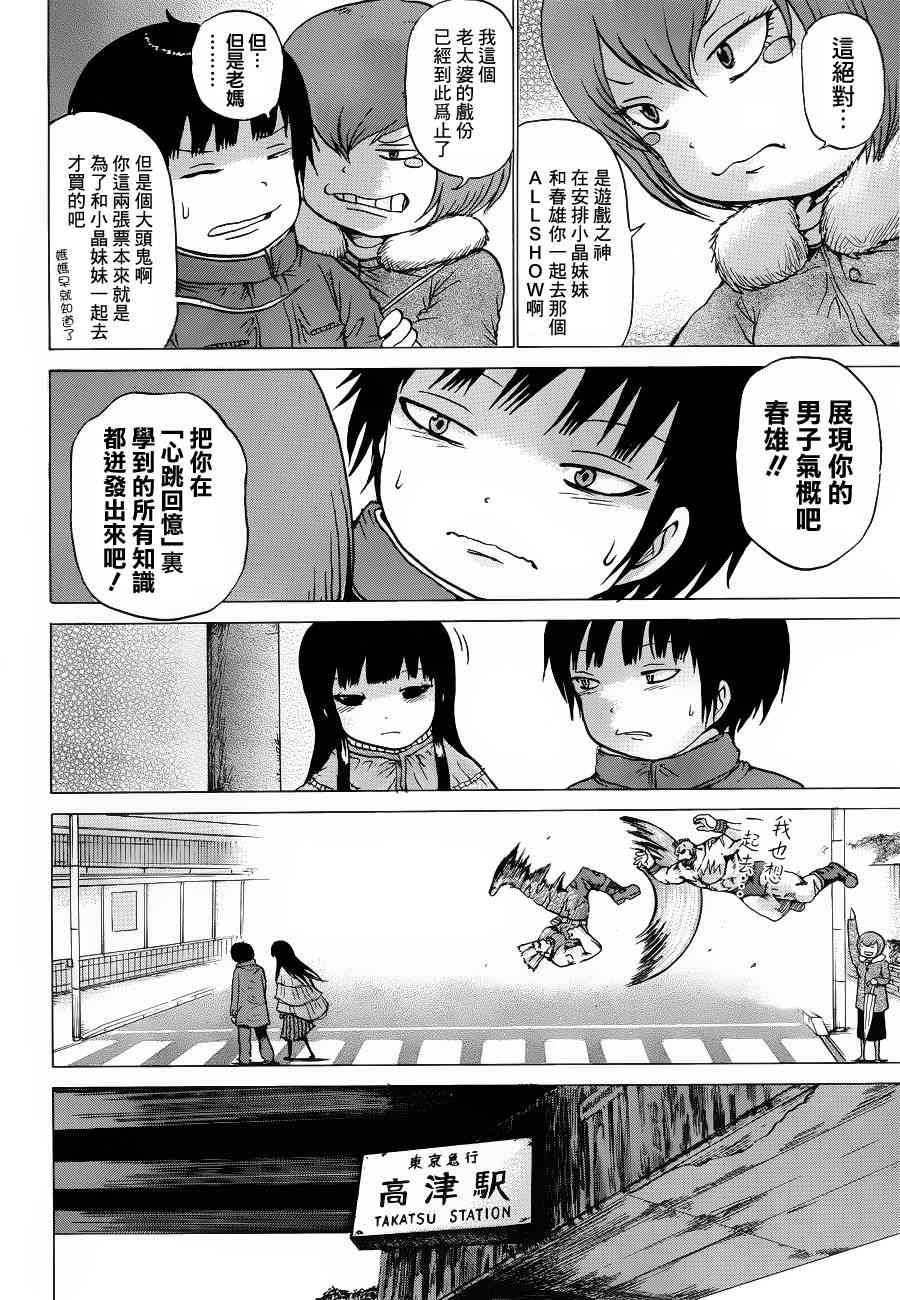 這絕對…
是遊戲之神
在安排小晶妹妹
和春雄你一起去那個
ALLSHOW啊
我這個
老太婆的戲份
已經到此爲止了
但…
但是老媽
………
但是個大頭鬼啊
你這兩張票本來就是
為了和小晶妹妹一起去
才買的吧
媽媽早就知道了
展現你的
男子氣概吧
春雄!!
把你在
「心跳回憶」裏
學到的所有知識
都迸發出來吧！
我也想
一起去…
東京急行
高津駅
TAKATSU STATION